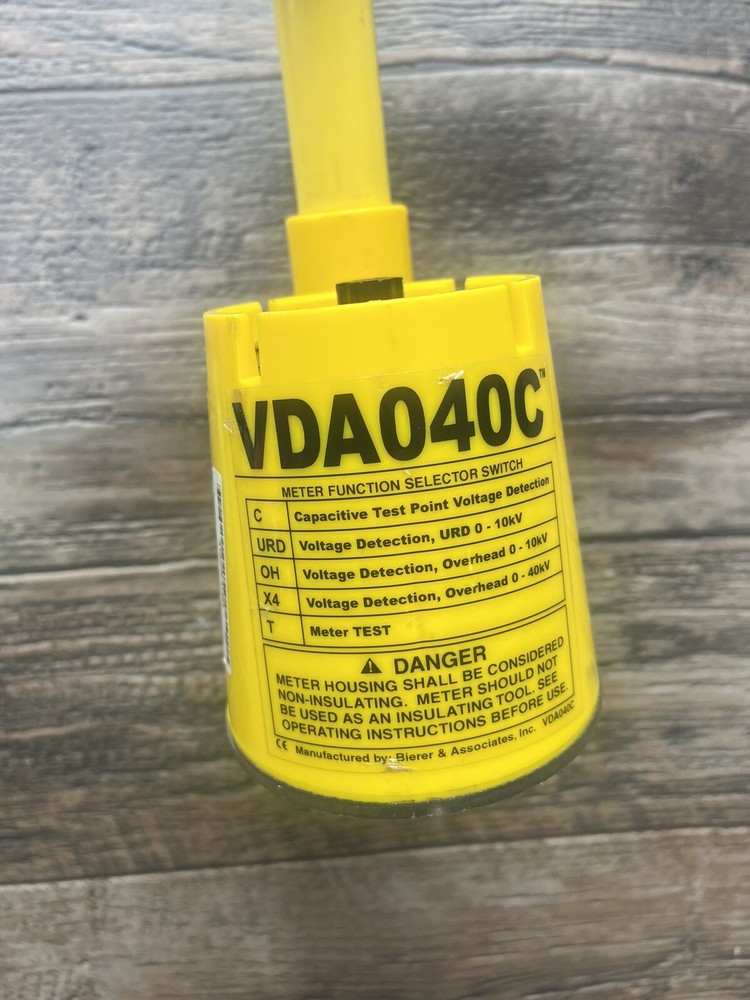 VDA040C™
METER FUNCTION SELECTOR SWITCH
C Capacitive Test Point Voltage Detection
URD Voltage Detection, URD 0 - 10kV
OH Voltage Detection, Overhead 0 - 10kV
X4 Voltage Detection, Overhead 0 - 40kV
T Meter TEST
⚠ DANGER
METER HOUSING SHALL BE CONSIDERED
NON-INSULATING. METER SHOULD NOT
BE USED AS AN INSULATING TOOL. SEE
OPERATING INSTRUCTIONS BEFORE USE.
CE Manufactured by: Bierer & Associates, Inc. VDA040C